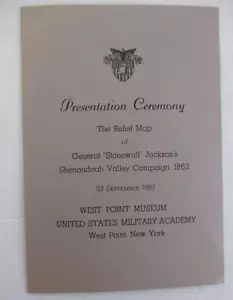 Presentation Ceremony
The Relief Map
of
General "Stonewall" Jackson's
Shenandoah Valley Campaign 1862
23 September 1957
WEST POINT MUSEUM
UNITED STATES MILITARY ACADEMY
West Point, New York